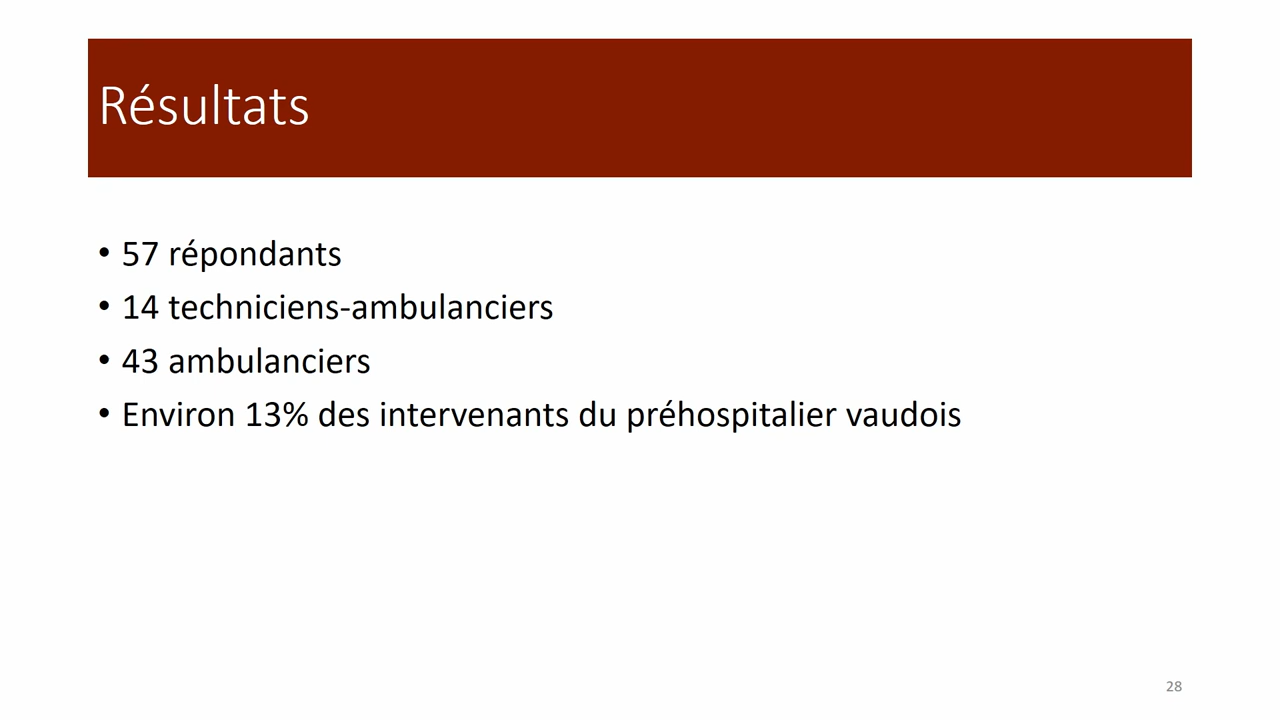 Résultats
• 57 répondants
• 14 techniciens-ambulanciers
• 43 ambulanciers
• Environ 13% des intervenants du préhospitalier vaudois
28